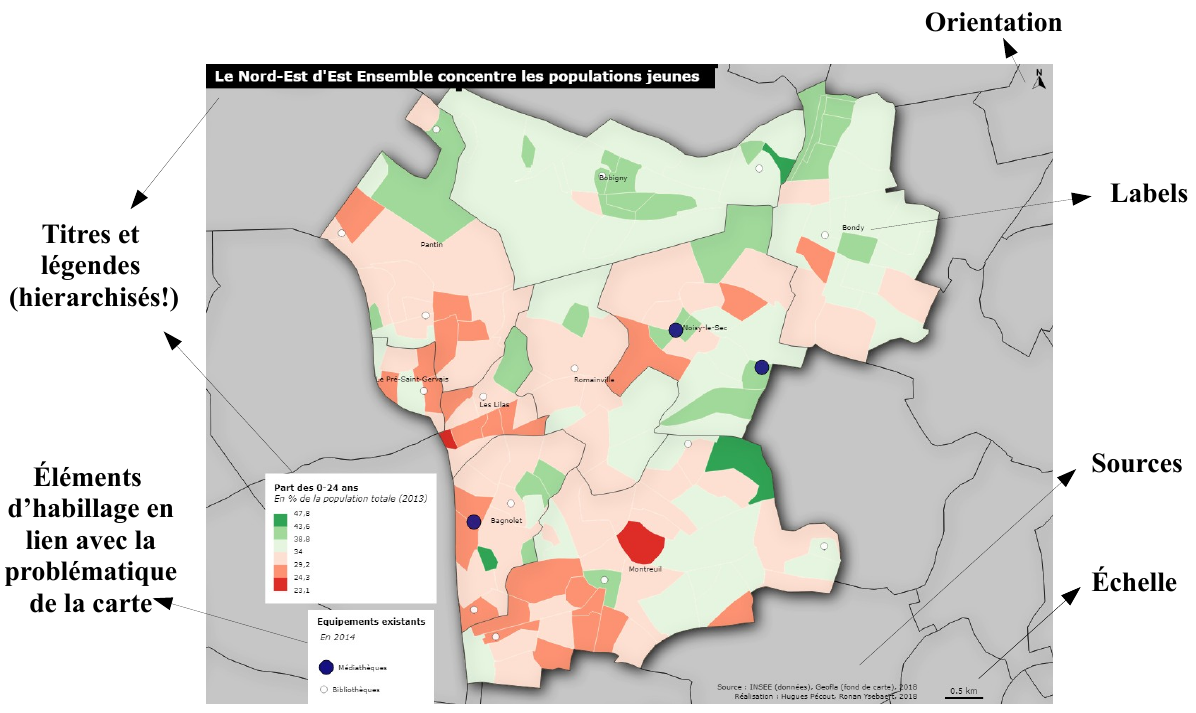 Orientation
Le Nord-Est d'Est Ensemble concentre les populations jeunes
N
Bobigny
Labels
Titres et
légendes
(hierarchisés!)
Bondy
Pantin
Noisy-le-Sec
Le Pré-Saint-Gervais
Romainville
Les Lilas
Éléments
d'habillage en
lien avec la
problématique
de la carte
Sources
Part des 0-24 ans
En % de la population totale (2013)
47,8
43,6
38,8
34
29,2
24,3
23,1
Bagnolet
Montreuil
Échelle
Equipements existants
En 2014
Médiathèques
Bibliothèques
Source : INSEE (données), Geofla (fond de carte), 2018
Réalisation : Hugues Pécout, Ronan Ysebaert, 2018
0.5 km